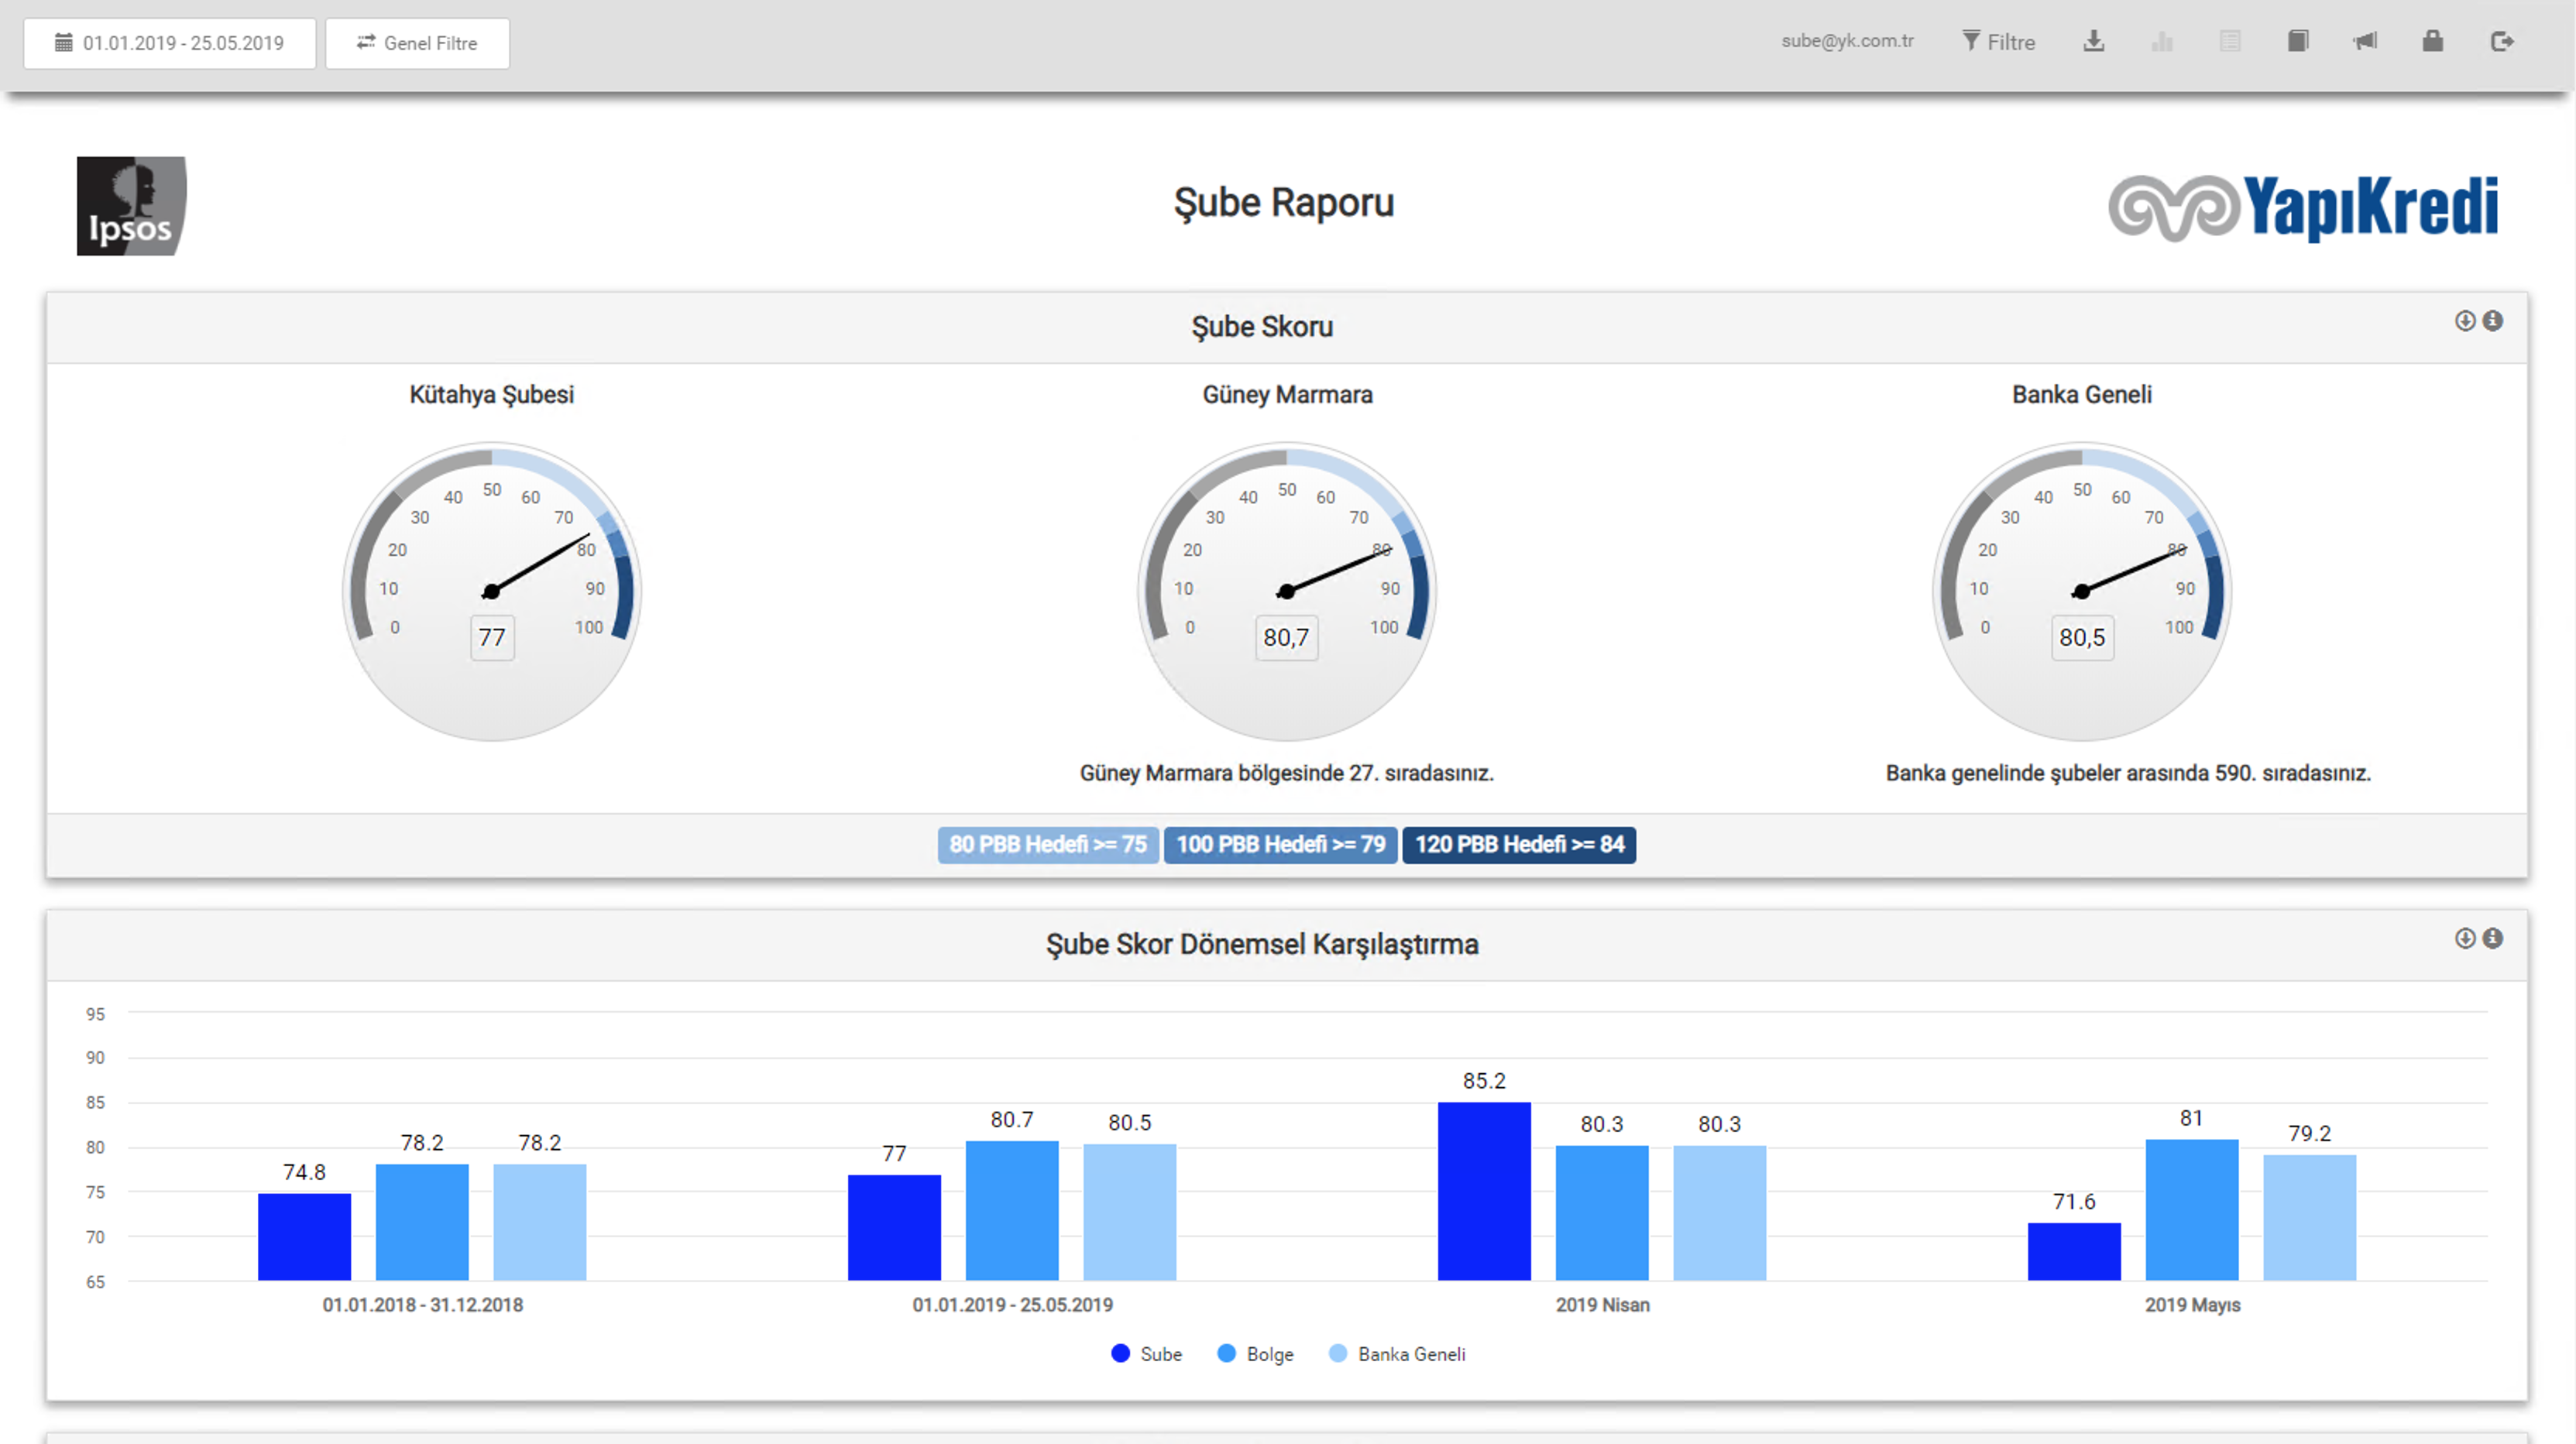 01.01.2019 - 25.05.2019 Genel Filtre sube@yk.com.tr Filtre
Ipsos
Şube Raporu
YapıKredi
Şube Skoru
Kütahya Şubesi
0 10 20 30 40 50 60 70 80 90 100
77
Güney Marmara
0 10 20 30 40 50 60 70 80 90 100
80,7
Güney Marmara bölgesinde 27. sıradasınız.
Banka Geneli
0 10 20 30 40 50 60 70 80 90 100
80,5
Banka genelinde şubeler arasında 590. sıradasınız.
80 PBB Hedefi >= 75 100 PBB Hedefi >= 79 120 PBB Hedefi >= 84
Şube Skor Dönemsel Karşılaştırma
95
90
85
80
75
70
65
74.8 78.2 78.2
77 80.7 80.5
85.2 80.3 80.3
71.6 81 79.2
01.01.2018 - 31.12.2018 01.01.2019 - 25.05.2019 2019 Nisan 2019 Mayıs
Sube Bolge Banka Geneli